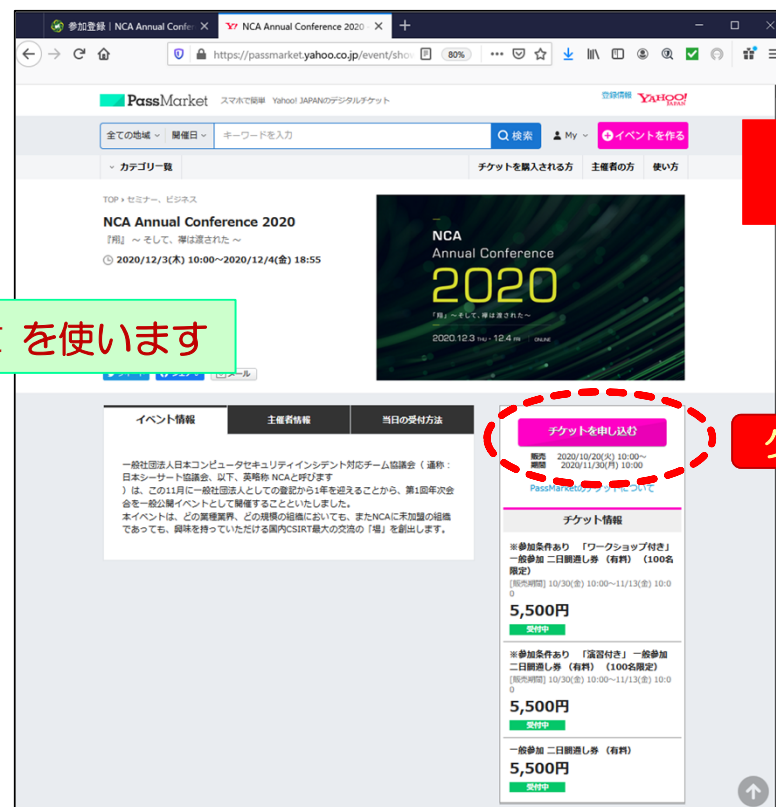 参加登録｜NCA Annual Confer
NCA Annual Conference 2020 -
https://passmarket.yahoo.co.jp/event/show
80%
PassMarket
スマホで簡単 Yahoo! JAPANのデジタルチケット
登録情報
YAHOO!
JAPAN
全ての地域
開催日
キーワードを入力
検索
My
イベントを作る
カテゴリ一覧
チケットを購入される方
主催者の方
使い方
TOP › セミナー、ビジネス
NCA Annual Conference 2020
『翔』 ～ そして、襷は渡された ～
2020/12/3(木) 10:00～2020/12/4(金) 18:55
NCA
Annual Conference
2020
『翔』～そして、襷は渡された～
2020.12.3 THU - 12.4 FRI ONLINE
を使います
メール
イベント情報
主催者情報
当日の受付方法
一般社団法人日本コンピュータセキュリティインシデント対応チーム協議会（ 通称：
日本シーサート協議会、以下、英略称 NCAと呼びます
）は、この11月に一般社団法人としての登記から1年を迎えることから、第1回年次会
合を一般公開イベントとして開催することといたしました。
本イベントは、どの業種業界、どの規模の組織においても、またNCAに未加盟の組織
であっても、興味を持っていただける国内CSIRT最大の交流の「場」を創出します。
チケットを申し込む
販売期間
2020/10/20(火) 10:00～
2020/11/30(月) 10:00
PassMarketのチケットについて
チケット情報
※参加条件あり 「ワークショップ付き」
一般参加 二日間通し券 （有料） （100名
限定）
[販売期間] 10/30(金) 10:00～11/13(金) 10:0
0
5,500円
受付中
※参加条件あり 「演習付き」 一般参加
二日間通し券 （有料） （100名限定）
[販売期間] 10/30(金) 10:00～11/13(金) 10:0
0
5,500円
受付中
一般参加 二日間通し券 （有料）
5,500円
受付中